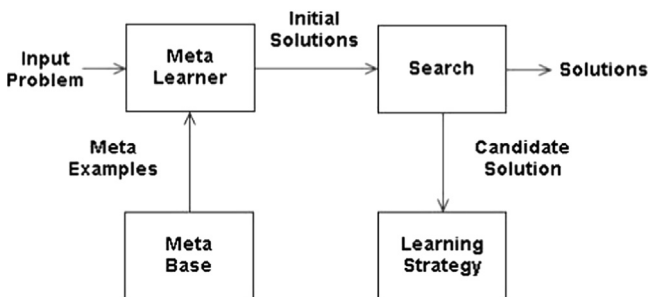 Input
Problem
Meta
Learner
Initial
Solutions
Search
Solutions
Meta
Examples
Candidate
Solution
Meta
Base
Learning
Strategy